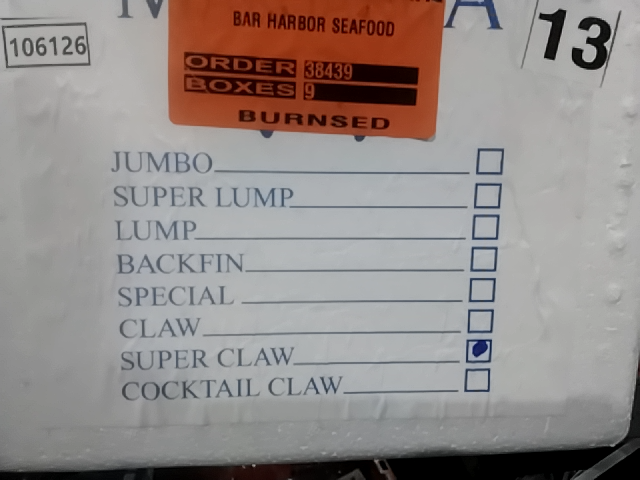 106126
BAR HARBOR SEAFOOD
13
ORDER 38439
BOXES 9
BURNSED
JUMBO
SUPER LUMP
LUMP
BACKFIN
SPECIAL
CLAW
SUPER CLAW
COCKTAIL CLAW